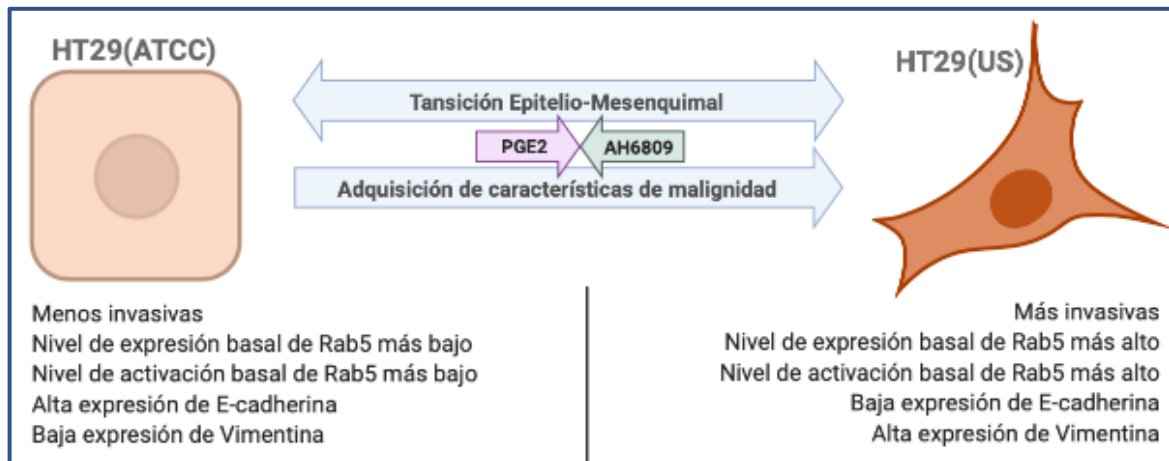 HT29(ATCC)
HT29(US)
Tansición Epitelio-Mesenquimal
PGE2
AH6809
Adquisición de características de malignidad
Menos invasivas
Nivel de expresión basal de Rab5 más bajo
Nivel de activación basal de Rab5 más bajo
Alta expresión de E-cadherina
Baja expresión de Vimentina
Más invasivas
Nivel de expresión basal de Rab5 más alto
Nivel de activación basal de Rab5 más alto
Baja expresión de E-cadherina
Alta expresión de Vimentina